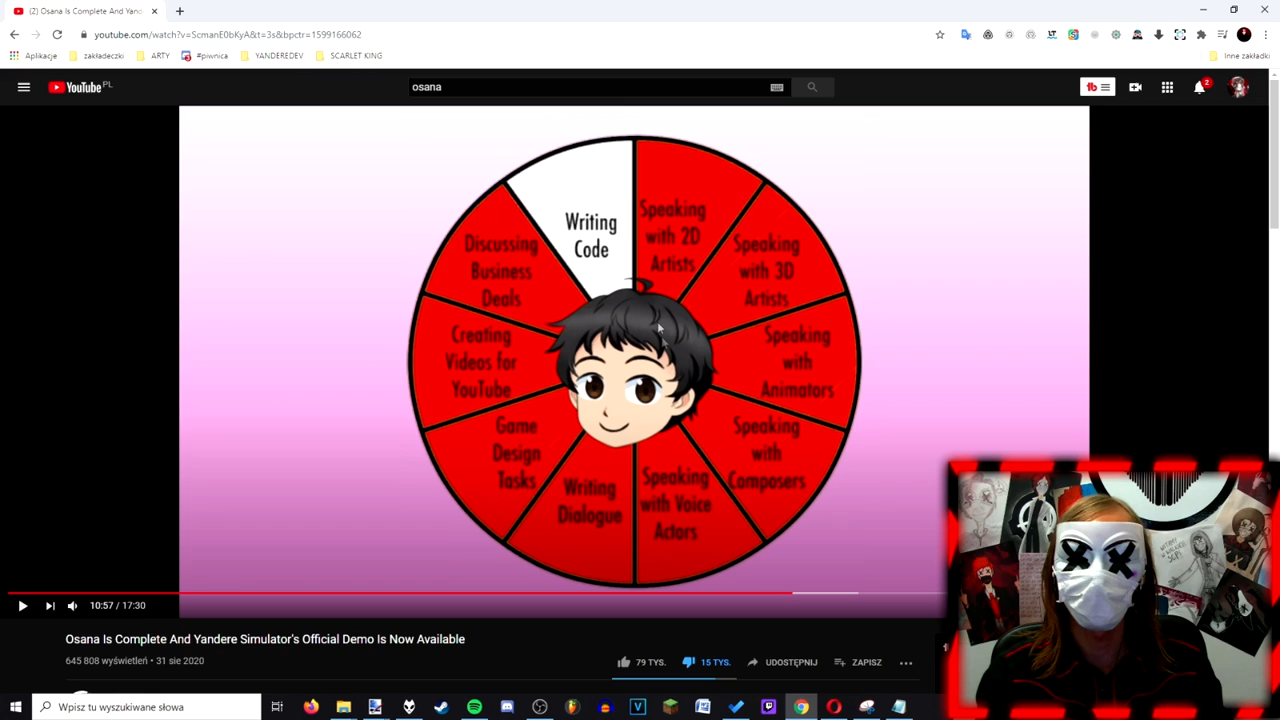 (2) Osana Is Complete And Yand
youtube.com/watch?v=ScmanE0bKyA&t=3s&bpctr=1599166062
Aplikacje
zakładeczki
ARTY
#piwnica
YANDEREDEV
SCARLET KING
Inne zakładki
YouTube PL
osana
2
Writing
Code
Speaking
with 2D
Artists
Speaking
with 3D
Artists
Speaking
with
Animators
Speaking
with
Composers
Speaking
with Voice
Actors
Writing
Dialogue
Game
Design
Tasks
Creating
Videos for
YouTube
Discussing
Business
Deals
10:57 / 17:30
Osana Is Complete And Yandere Simulator's Official Demo Is Now Available
645 808 wyświetleń • 31 sie 2020
79 TYS.
15 TYS.
UDOSTĘPNIJ
ZAPISZ
Wpisz tu wyszukiwane słowa